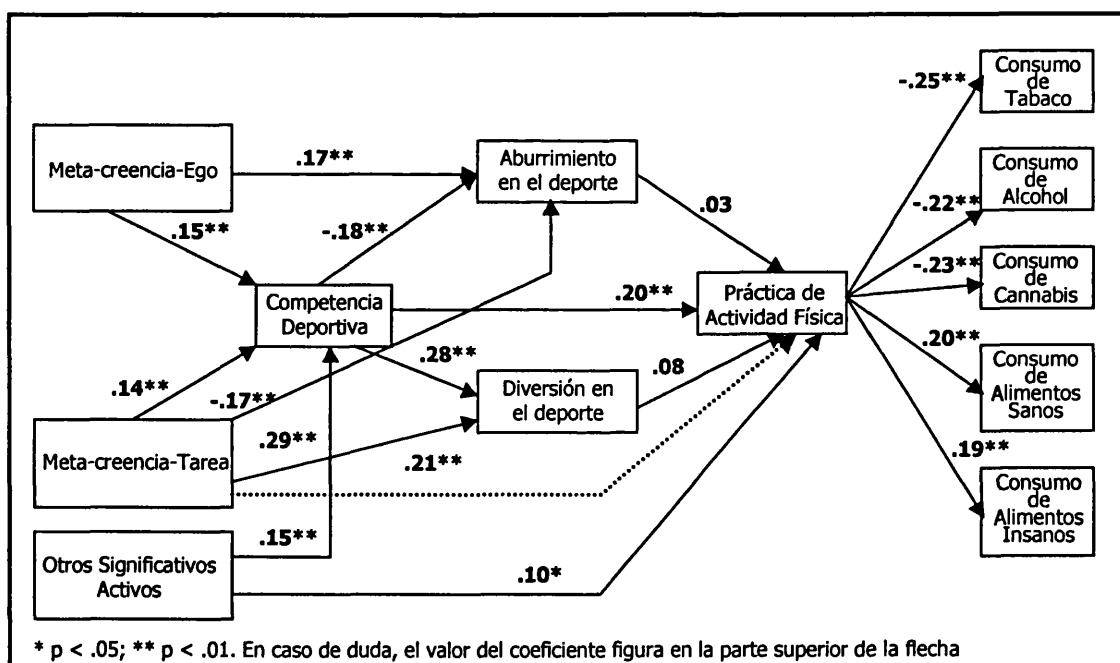 Consumo
de
Tabaco
-.25**
Meta-creencia-Ego
.17**
Aburrimiento
en el deporte
Consumo
de
Alcohol
.03
-.22**
.15**
-.18**
-.23**
Consumo
de
Cannabis
Competencia
Deportiva
.20**
Práctica de
Actividad Física
.28**
.20**
.14**
-.17**
Diversión en
el deporte
.08
Consumo
de
Alimentos
Sanos
.29**
Meta-creencia-Tarea
.21**
.19**
Consumo
de
Alimentos
Insanos
.15**
Otros Significativos
Activos
.10*
* p < .05; ** p < .01. En caso de duda, el valor del coeficiente figura en la parte superior de la flecha